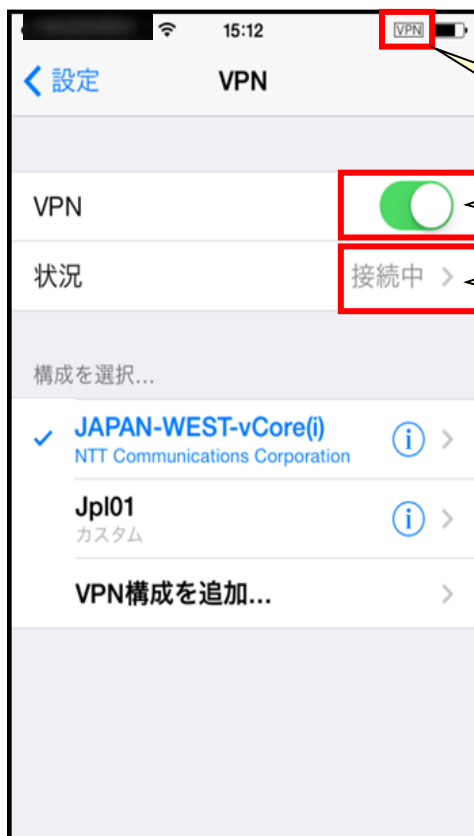 15:12 VPN
設定 VPN
VPN
状況 接続中
構成を選択...
JAPAN-WEST-vCore(i)
NTT Communications Corporation
Jpl01
カスタム
VPN構成を追加...